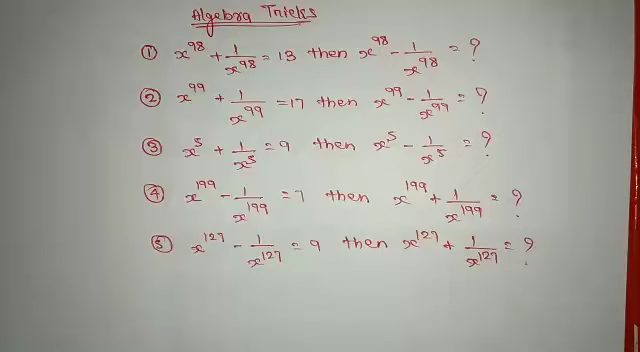 Algebra Tricks
① x^98 + 1/x^98 = 13 then x^98 - 1/x^98 = ?
② x^99 + 1/x^99 = 17 then x^99 - 1/x^99 = ?
③ x^5 + 1/x^5 = 9 then x^5 - 1/x^5 = ?
④ x^199 - 1/x^199 = 7 then x^199 + 1/x^199 = ?
⑤ x^127 - 1/x^127 = 9 then x^127 + 1/x^127 = ?